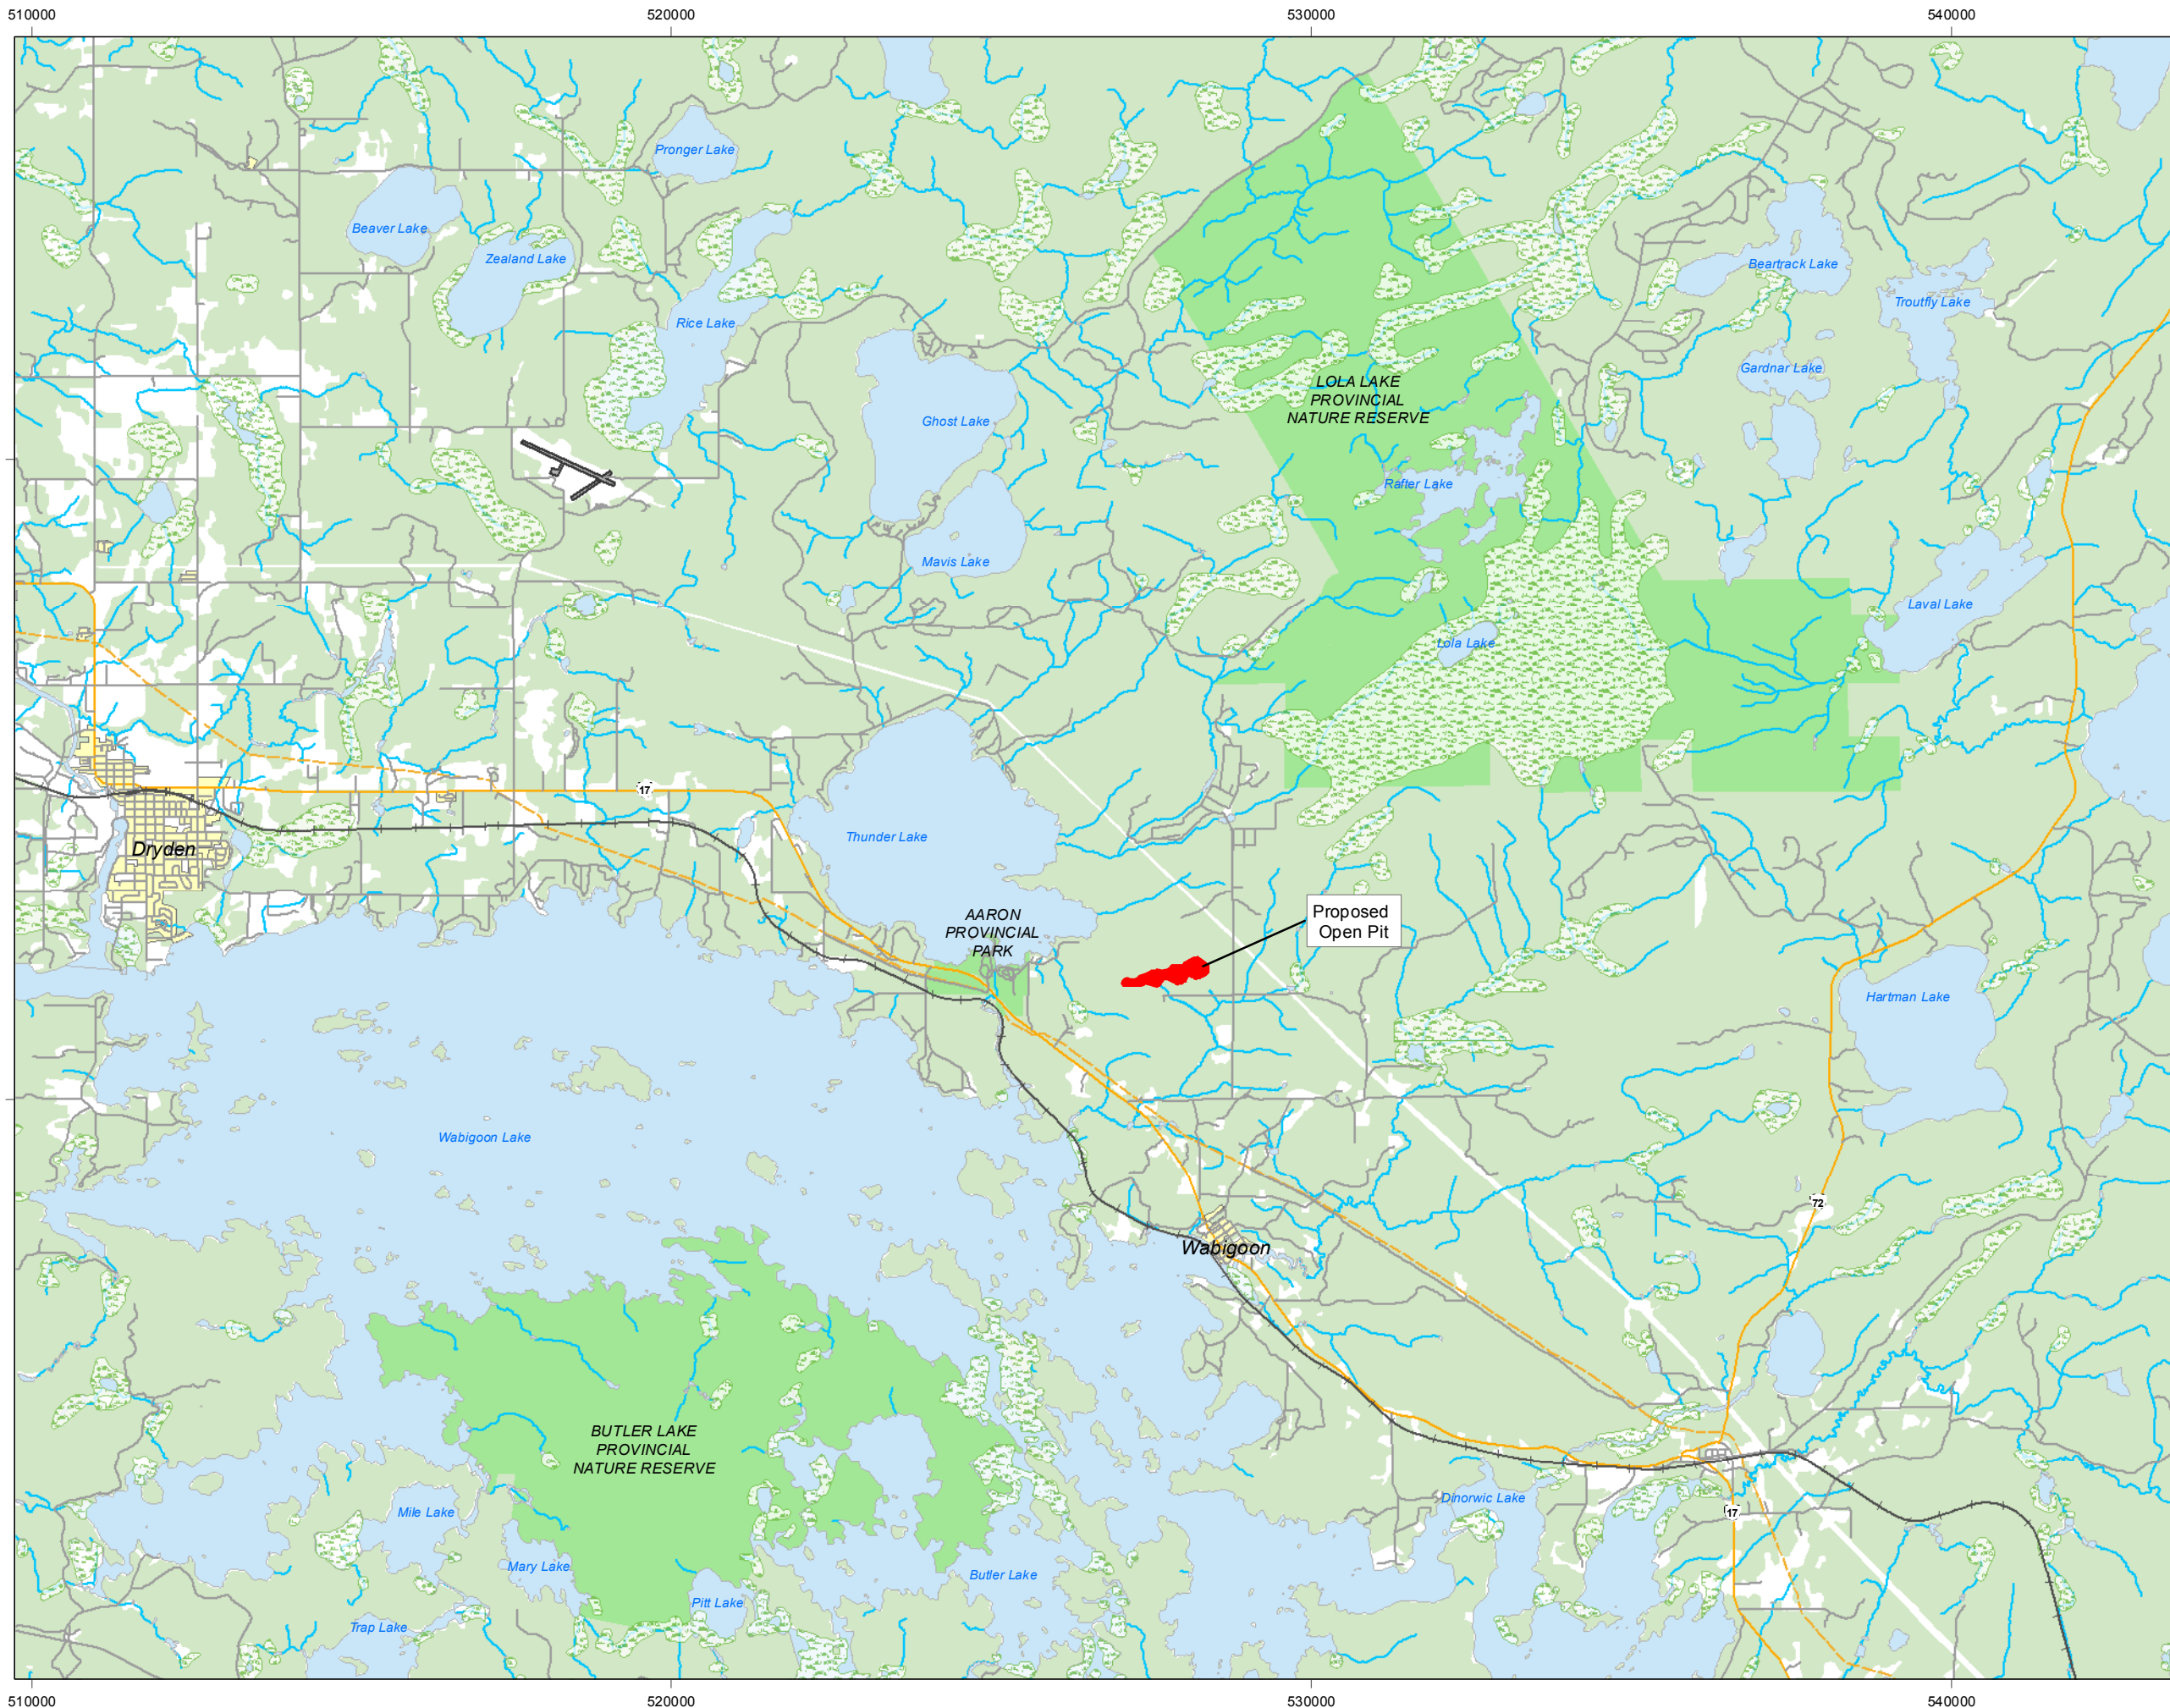 510000
520000
530000
540000
Pronger Lake
Beaver Lake
Zealand Lake
Beartrack Lake
Troutfly Lake
Rice Lake
Gardnar Lake
LOLA LAKE
PROVINCIAL
NATURE RESERVE
Ghost Lake
Rafter Lake
Mavis Lake
Laval Lake
Lola Lake
17
Thunder Lake
Dryden
AARON
PROVINCIAL
PARK
Proposed
Open Pit
Hartman Lake
Wabigoon Lake
72
Wabigoon
BUTLER LAKE
PROVINCIAL
NATURE RESERVE
Dinorwic Lake
Mile Lake
17
Mary Lake
Butler Lake
Pitt Lake
Trap Lake
510000
520000
530000
540000